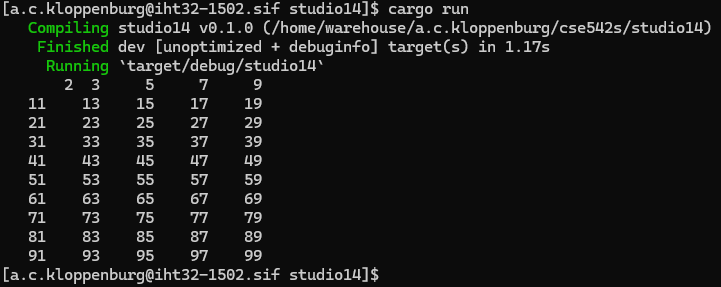 [a.c.kloppenburg@iht32-1502.sif studio14]$ cargo run
   Compiling studio14 v0.1.0 (/home/warehouse/a.c.kloppenburg/cse542s/studio14)
    Finished dev [unoptimized + debuginfo] target(s) in 1.17s
     Running `target/debug/studio14`
       2  3     5     7     9
   11    13    15    17    19
   21    23    25    27    29
   31    33    35    37    39
   41    43    45    47    49
   51    53    55    57    59
   61    63    65    67    69
   71    73    75    77    79
   81    83    85    87    89
   91    93    95    97    99
[a.c.kloppenburg@iht32-1502.sif studio14]$